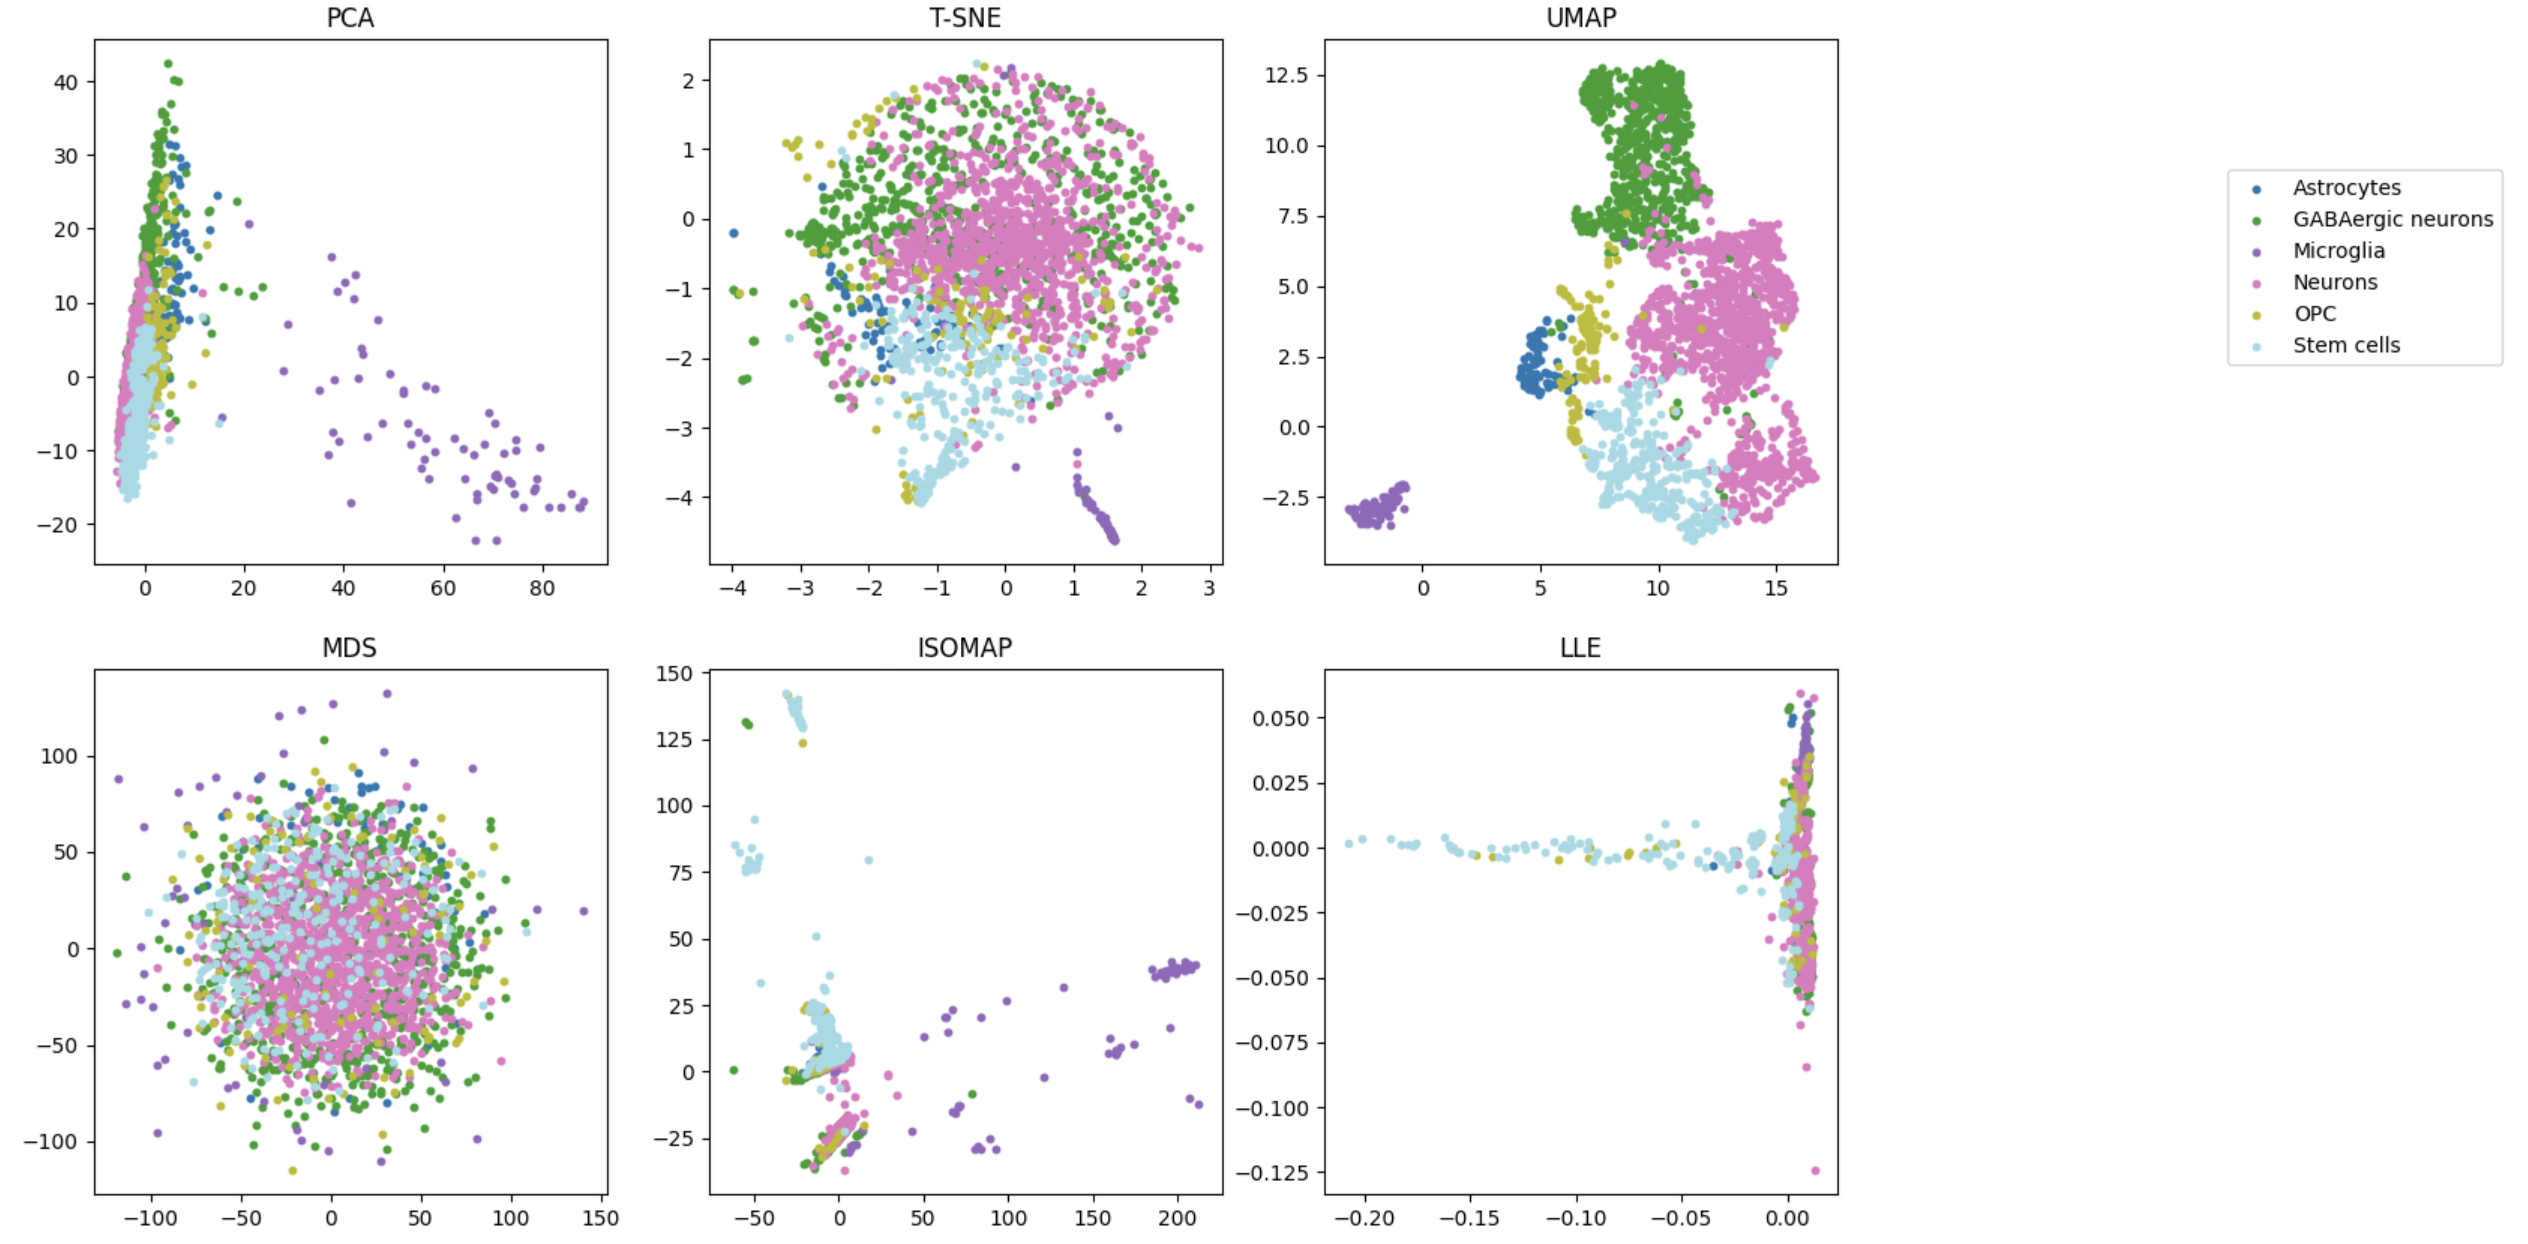 PCA
40
30
20
10
0
−10
−20
0 20 40 60 80
T-SNE
2
1
0
−1
−2
−3
−4
−4 −3 −2 −1 0 1 2 3
UMAP
12.5
10.0
7.5
5.0
2.5
0.0
−2.5
0 5 10 15
Astrocytes
GABAergic neurons
Microglia
Neurons
OPC
Stem cells
MDS
100
50
0
−50
−100
−100 −50 0 50 100 150
ISOMAP
150
125
100
75
50
25
0
−25
−50 0 50 100 150 200
LLE
0.050
0.025
0.000
−0.025
−0.050
−0.075
−0.100
−0.125
−0.20 −0.15 −0.10 −0.05 0.00